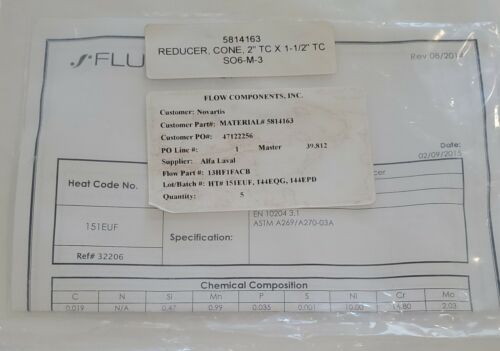 5814163
REDUCER, CONE, 2" TC X 1-1/2" TC
SO6-M-3
FLU
Rev 08/
FLOW COMPONENTS, INC.
Customer: Novartis
Customer Part#: MATERIAL# 5814163
Customer PO#: 47122256
PO Line #: 1 Master 39.812
Supplier: Alfa Laval
Flow Part #: 13HF1FACB
Lot/Batch #: HT# 151EUF, 144EQG, 144EPD
Quantity: 5
Date:
02/09/2015
Heat Code No.
cer
151EUF
Specification:
EN 10204 3.1
ASTM A269/A270-03A
Ref# 32206
Chemical Composition
C N Si Mn P S Ni Cr Mo
0.019 N/A 0.47 0.99 0.035 0.001 10.00 .80 2.03